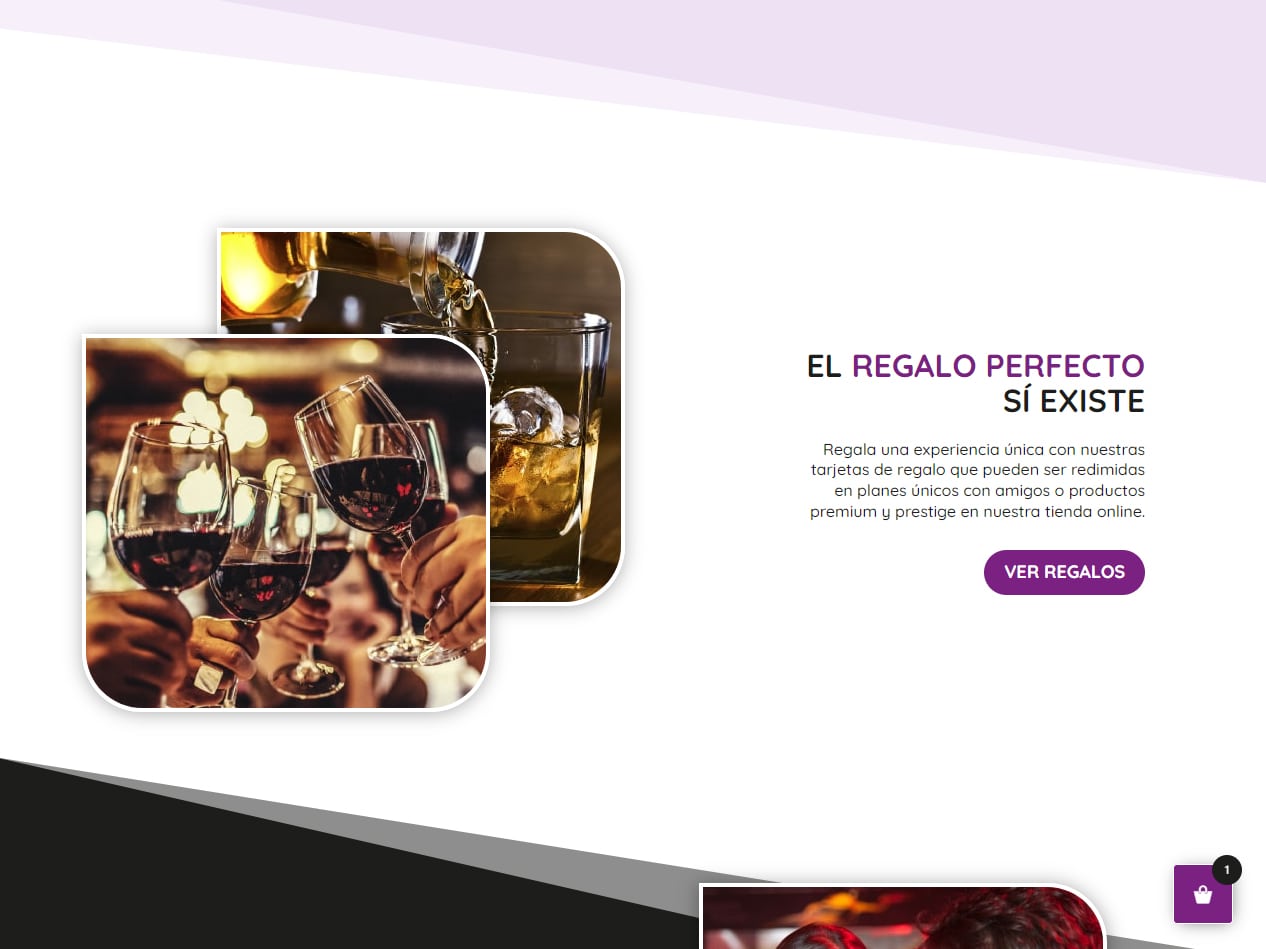 EL REGALO PERFECTO
SÍ EXISTE
Regala una experiencia única con nuestras
tarjetas de regalo que pueden ser redimidas
en planes únicos con amigos o productos
premium y prestige en nuestra tienda online.
VER REGALOS
1